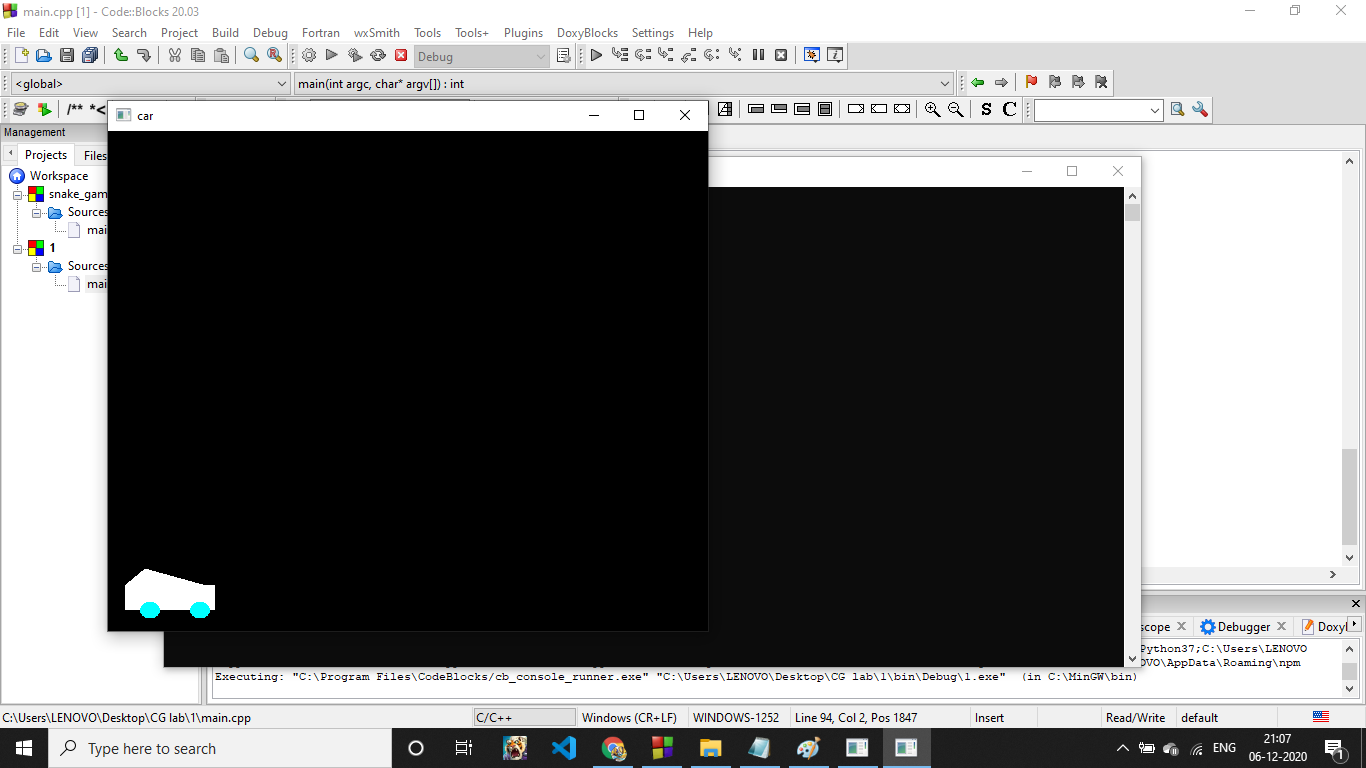 main.cpp [1] - Code::Blocks 20.03
File Edit View Search Project Build Debug Fortran wxSmith Tools Tools+ Plugins DoxyBlocks Settings Help
Debug
<global> main(int argc, char* argv[]) : int
/** *< S C
car
Management
Projects Files
Workspace
snake_gam
Sources
mai
1
Sources
mai
scope Debugger Doxyl
Python37;C:\Users\LENOVO
OVO\AppData\Roaming\npm
Executing: "C:\Program Files\CodeBlocks/cb_console_runner.exe" "C:\Users\LENOVO\Desktop\CG lab\1\bin\Debug\1.exe" (in C:\MinGW\bin)
C:\Users\LENOVO\Desktop\CG lab\1\main.cpp C/C++ Windows (CR+LF) WINDOWS-1252 Line 94, Col 2, Pos 1847 Insert Read/Write default
Type here to search ENG 21:07
06-12-2020 1